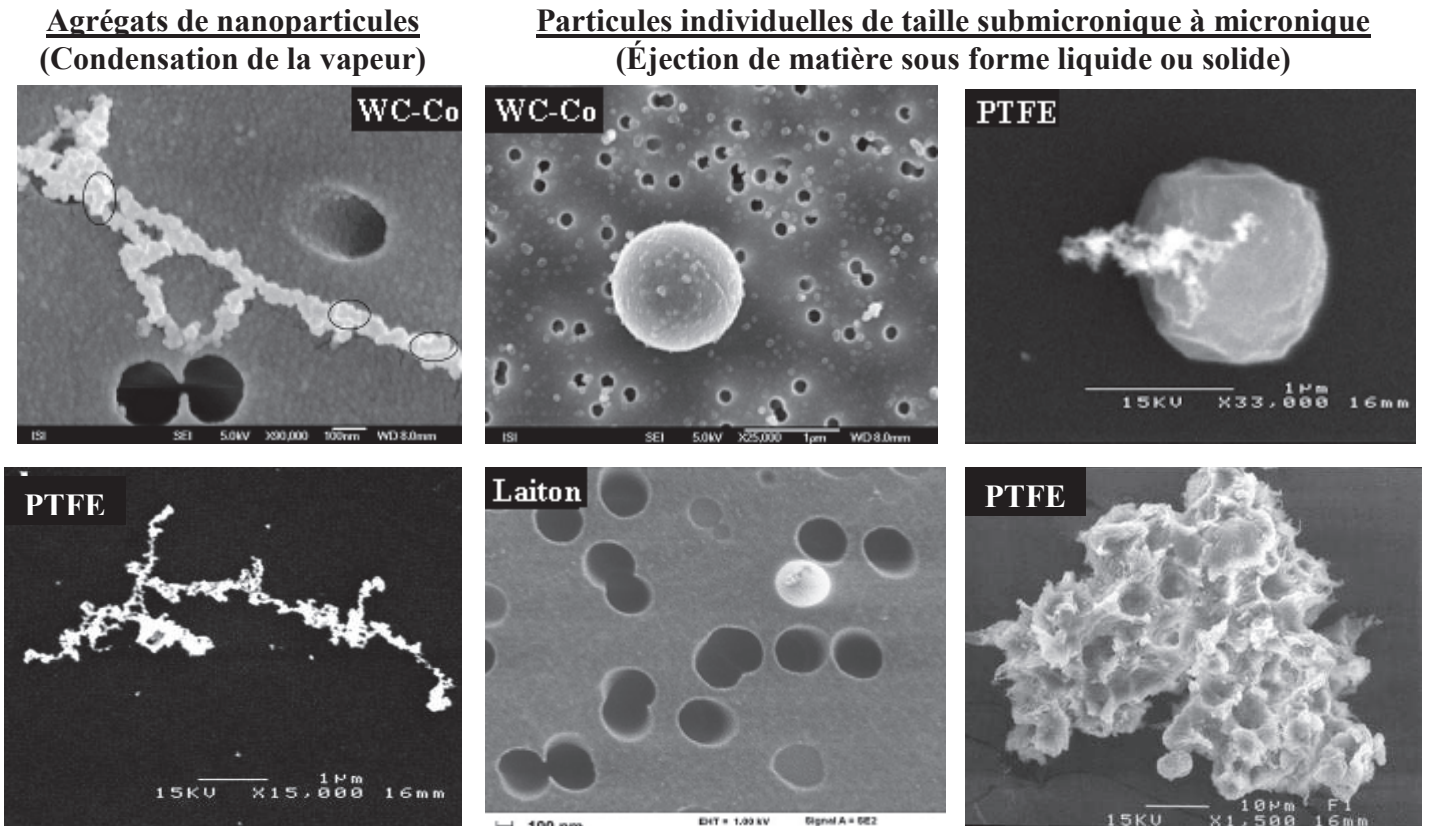 Agrégats de nanoparticules
(Condensation de la vapeur)
Particules individuelles de taille submicronique à micronique
(Éjection de matière sous forme liquide ou solide)
WC-Co
ISI SEI 5.0kV X90,000 100nm WD 8.0mm
WC-Co
ISI SEI 5.0kV X25,000 1µm WD 8.0mm
PTFE
1µm
15KV X33,000 16mm
PTFE
1µm
15KV X15,000 16mm
Laiton
100 nm EHT = 1.00 kV Signal A = SE2
PTFE
10µm F1
15KV X1,500 16mm